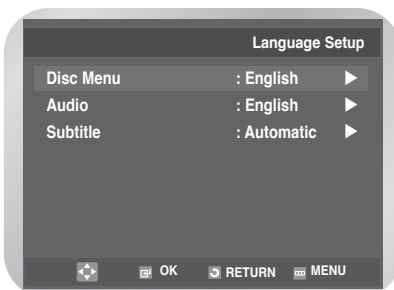 Language Setup
Disc Menu : English ▶
Audio : English ▶
Subtitle : Automatic ▶
OK RETURN MENU